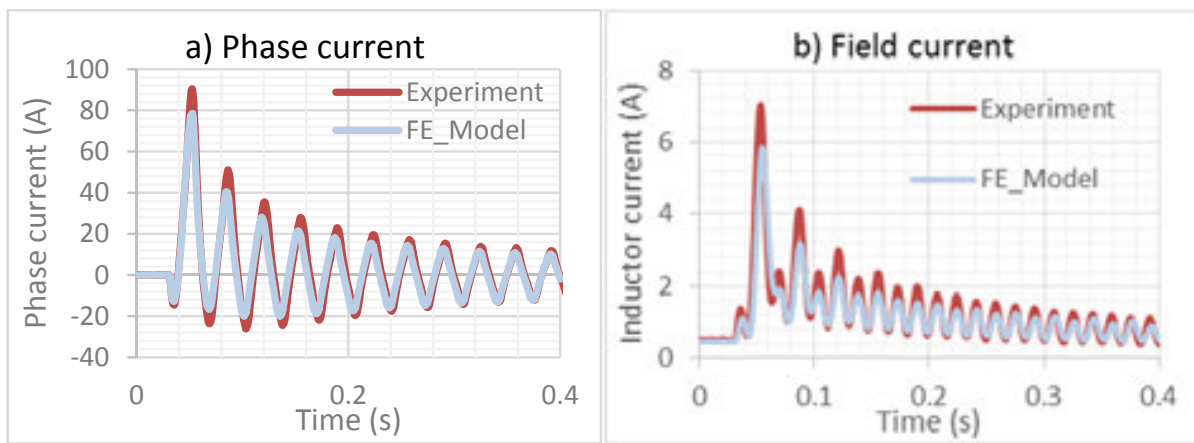 a) Phase current
100
80
60
40
20
0
-20
-40
Phase current (A)
Experiment
FE_Model
0
0.2
0.4
Time (s)
b) Field current
8
6
4
2
0
Inductor current (A)
Experiment
FE_Model
0
0.1
0.2
0.3
0.4
Time (s)